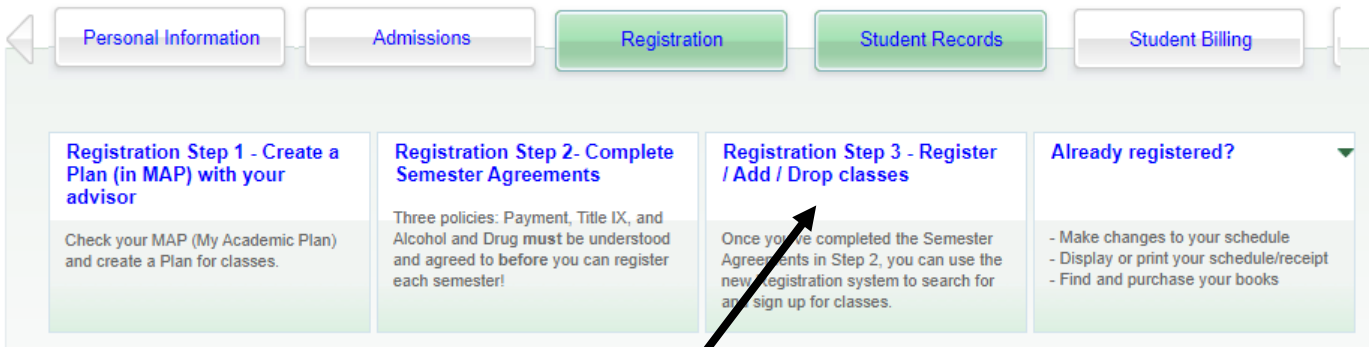 Personal Information
Admissions
Registration
Student Records
Student Billing
Registration Step 1 - Create a
Plan (in MAP) with your
advisor
Check your MAP (My Academic Plan)
and create a Plan for classes.
Registration Step 2- Complete
Semester Agreements
Three policies: Payment, Title IX, and
Alcohol and Drug must be understood
and agreed to before you can register
each semester!
Registration Step 3 - Register
/ Add / Drop classes
Once you've completed the Semester
Agreements in Step 2, you can use the
new Registration system to search for
and sign up for classes.
Already registered?
- Make changes to your schedule
- Display or print your schedule/receipt
- Find and purchase your books